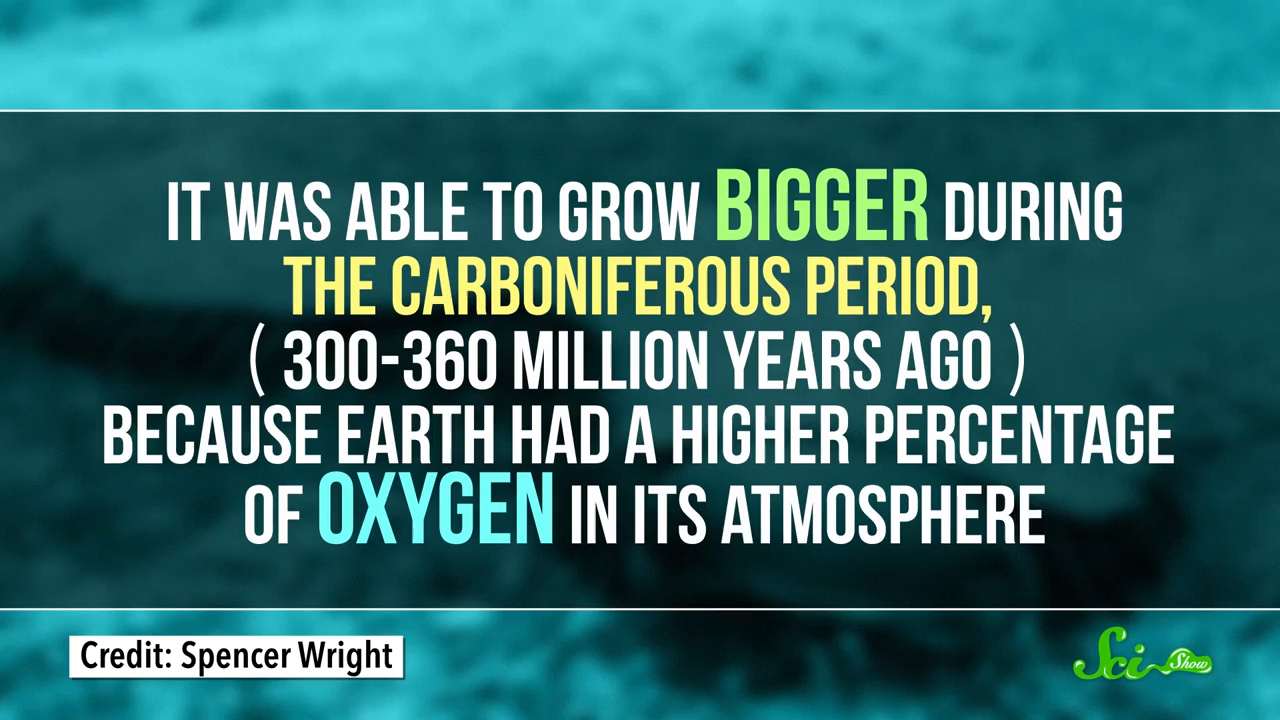 IT WAS ABLE TO GROW BIGGER DURING
THE CARBONIFEROUS PERIOD,
( 300-360 MILLION YEARS AGO )
BECAUSE EARTH HAD A HIGHER PERCENTAGE
OF OXYGEN IN ITS ATMOSPHERE
Credit: Spencer Wright
Sci Show